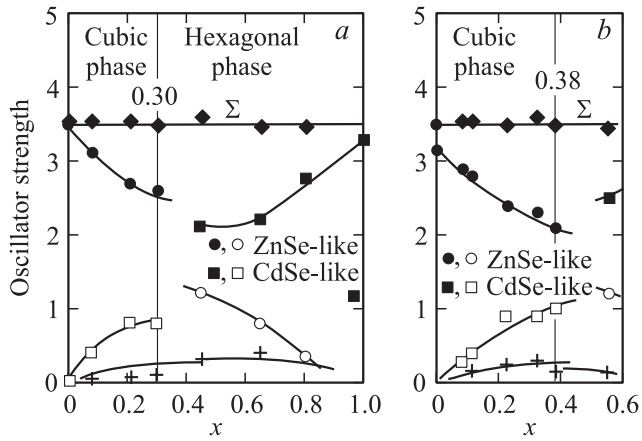 Cubic
phase
Hexagonal
phase
a
0.30
Σ
ZnSe-like
CdSe-like
Oscillator strength
5
4
3
2
1
0
0 0.2 0.4 0.6 0.8 1.0
x
Cubic
phase
b
0.38
Σ
ZnSe-like
CdSe-like
5
4
3
2
1
0
0 0.2 0.4 0.6
x